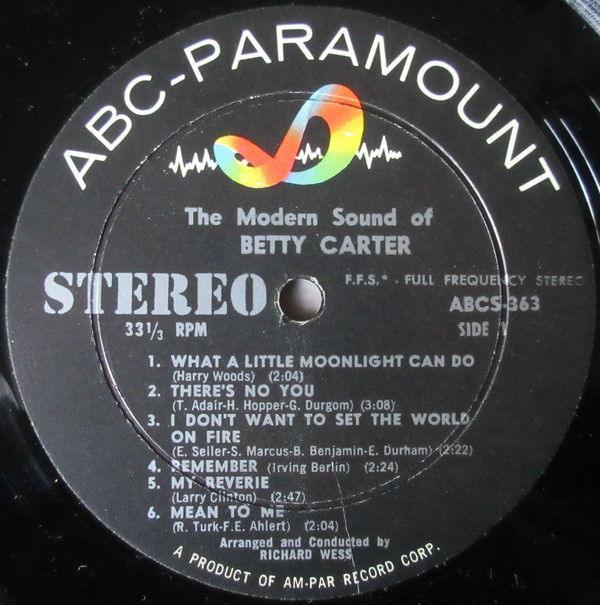 ABC-PARAMOUNT
The Modern Sound of
BETTY CARTER
STEREO
F.F.S.* · FULL FREQUENCY STEREO
33 1/3 RPM
ABCS-363
SIDE 1
1. WHAT A LITTLE MOONLIGHT CAN DO
(Harry Woods) (2:04)
2. THERE'S NO YOU
(T. Adair-H. Hopper-G. Durgom) (3:08)
3. I DON'T WANT TO SET THE WORLD
ON FIRE
(E. Seiler-S. Marcus-B. Benjamin-E. Durham) (2:22)
4. REMEMBER (Irving Berlin) (2:24)
5. MY REVERIE
(Larry Clinton) (2:47)
6. MEAN TO ME
(R. Turk-F.E. Ahlert) (2:04)
Arranged and Conducted by
RICHARD WESS
A PRODUCT OF AM-PAR RECORD CORP.